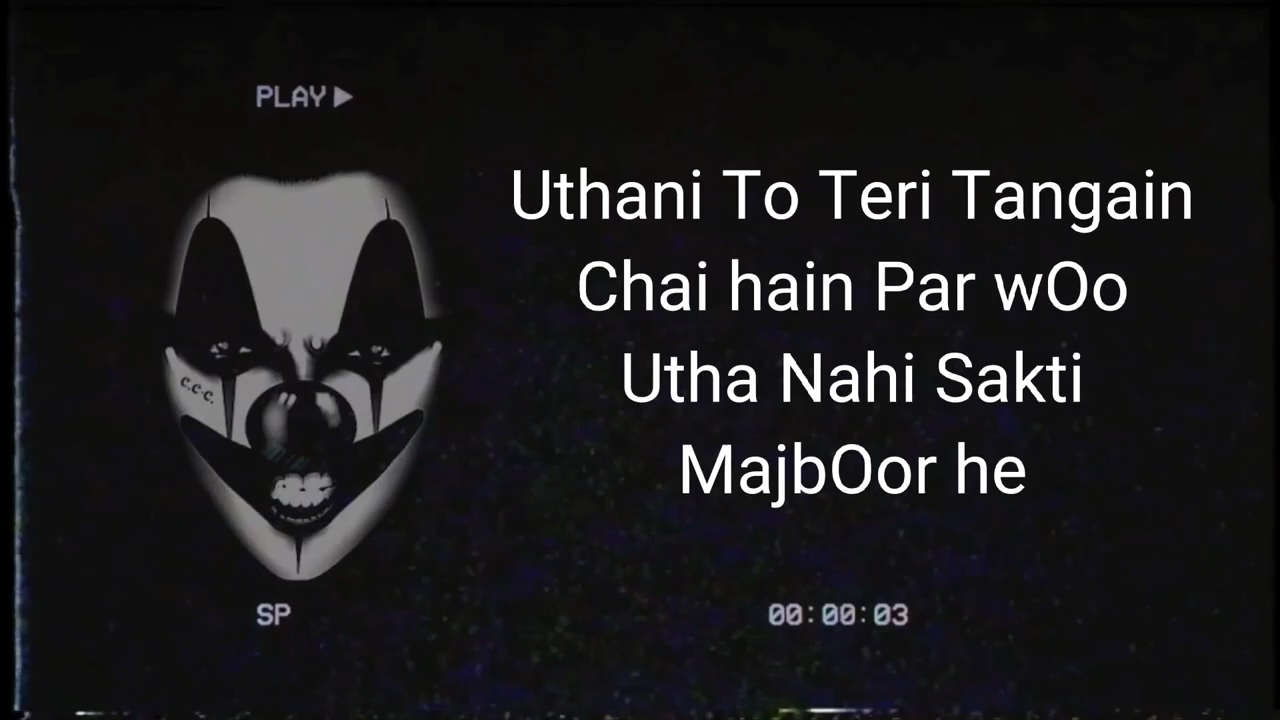 PLAY
Uthani To Teri Tangain
Chai hain Par wOo
Utha Nahi Sakti
MajbOor he
c.c.c.
SP
00:00:03